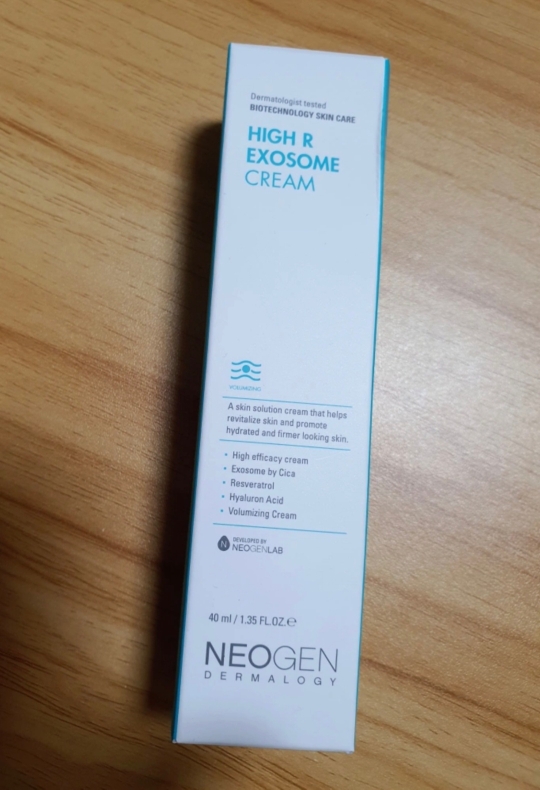 Dermatologist tested
BIOTECHNOLOGY SKIN CARE
HIGH R
EXOSOME
CREAM
VOLUMIZING
A skin solution cream that helps
revitalize skin and promote
hydrated and firmer looking skin.
• High efficacy cream
• Exosome by Cica
• Resveratrol
• Hyaluron Acid
• Volumizing Cream
N
DEVELOPED BY
NEOGENLAB
40 ml / 1.35 FL.OZ.℮
NEOGEN
DERMALOGY